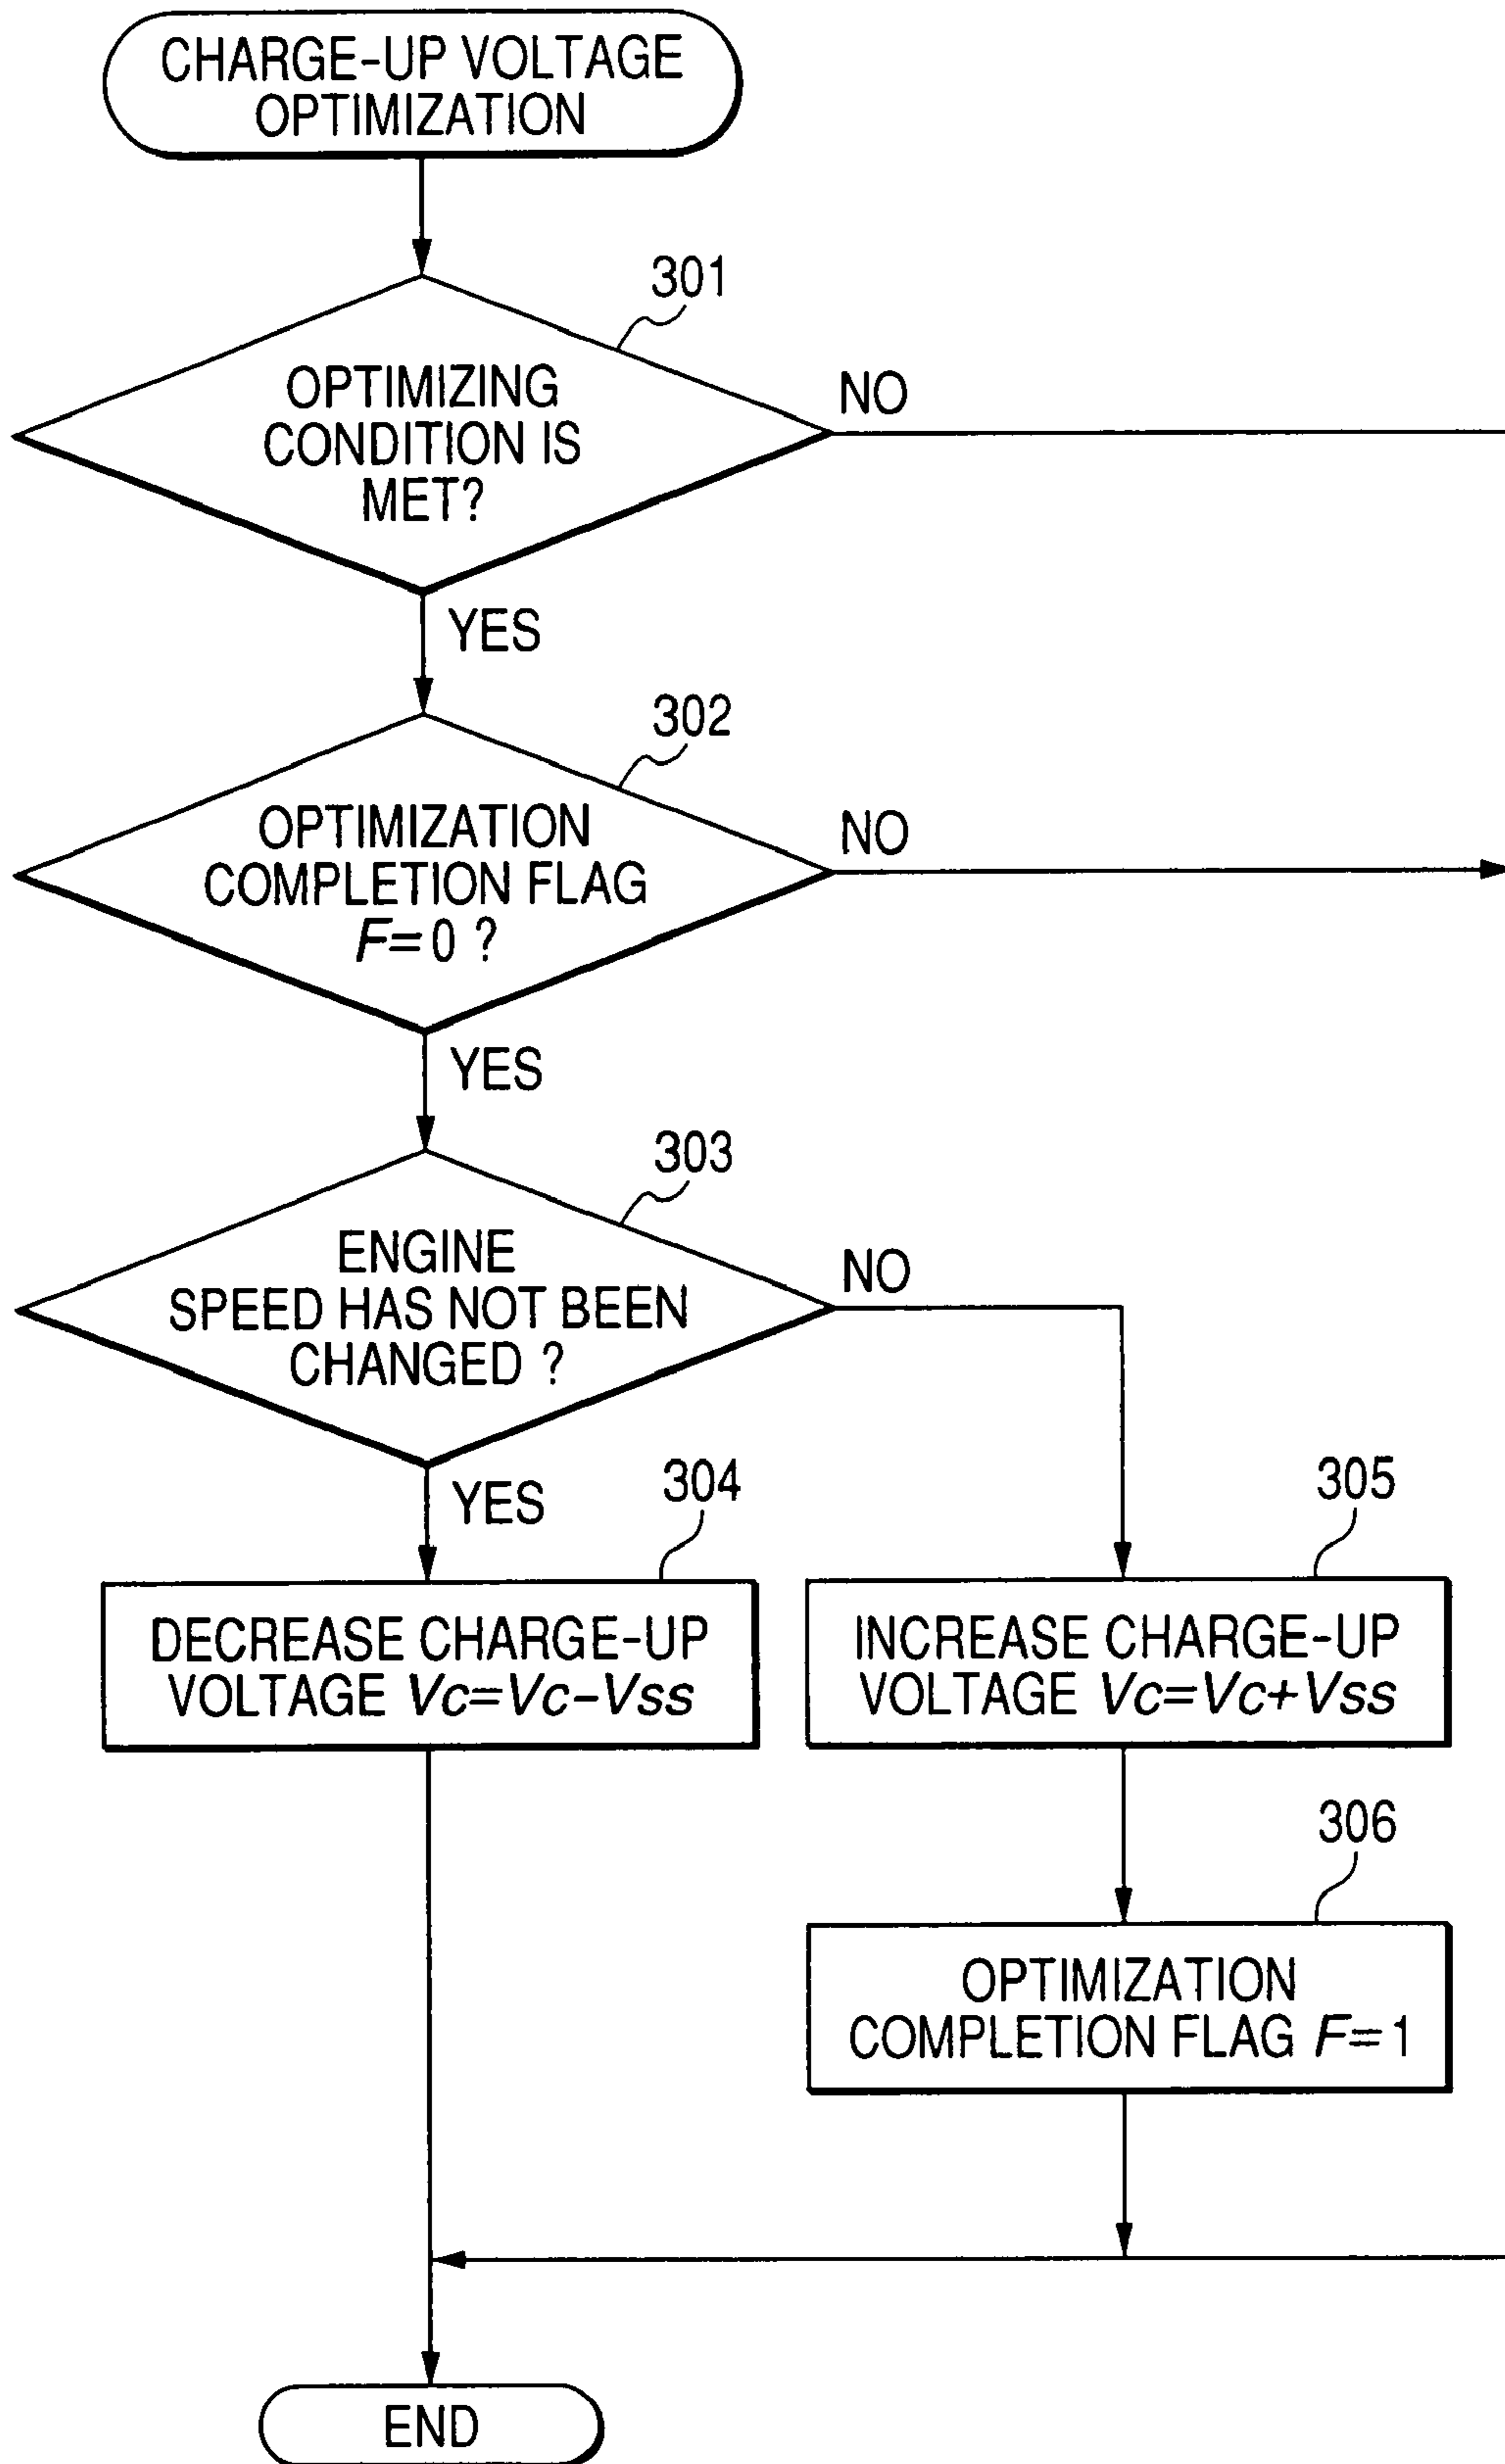 CHARGE-UP VOLTAGE
OPTIMIZATION
301
OPTIMIZING
CONDITION IS
MET?
NO
YES
302
OPTIMIZATION
COMPLETION FLAG
F=0 ?
NO
YES
303
ENGINE
SPEED HAS NOT BEEN
CHANGED ?
NO
YES
304
DECREASE CHARGE-UP
VOLTAGE Vc=Vc-Vss
305
INCREASE CHARGE-UP
VOLTAGE Vc=Vc+Vss
306
OPTIMIZATION
COMPLETION FLAG F=1
END